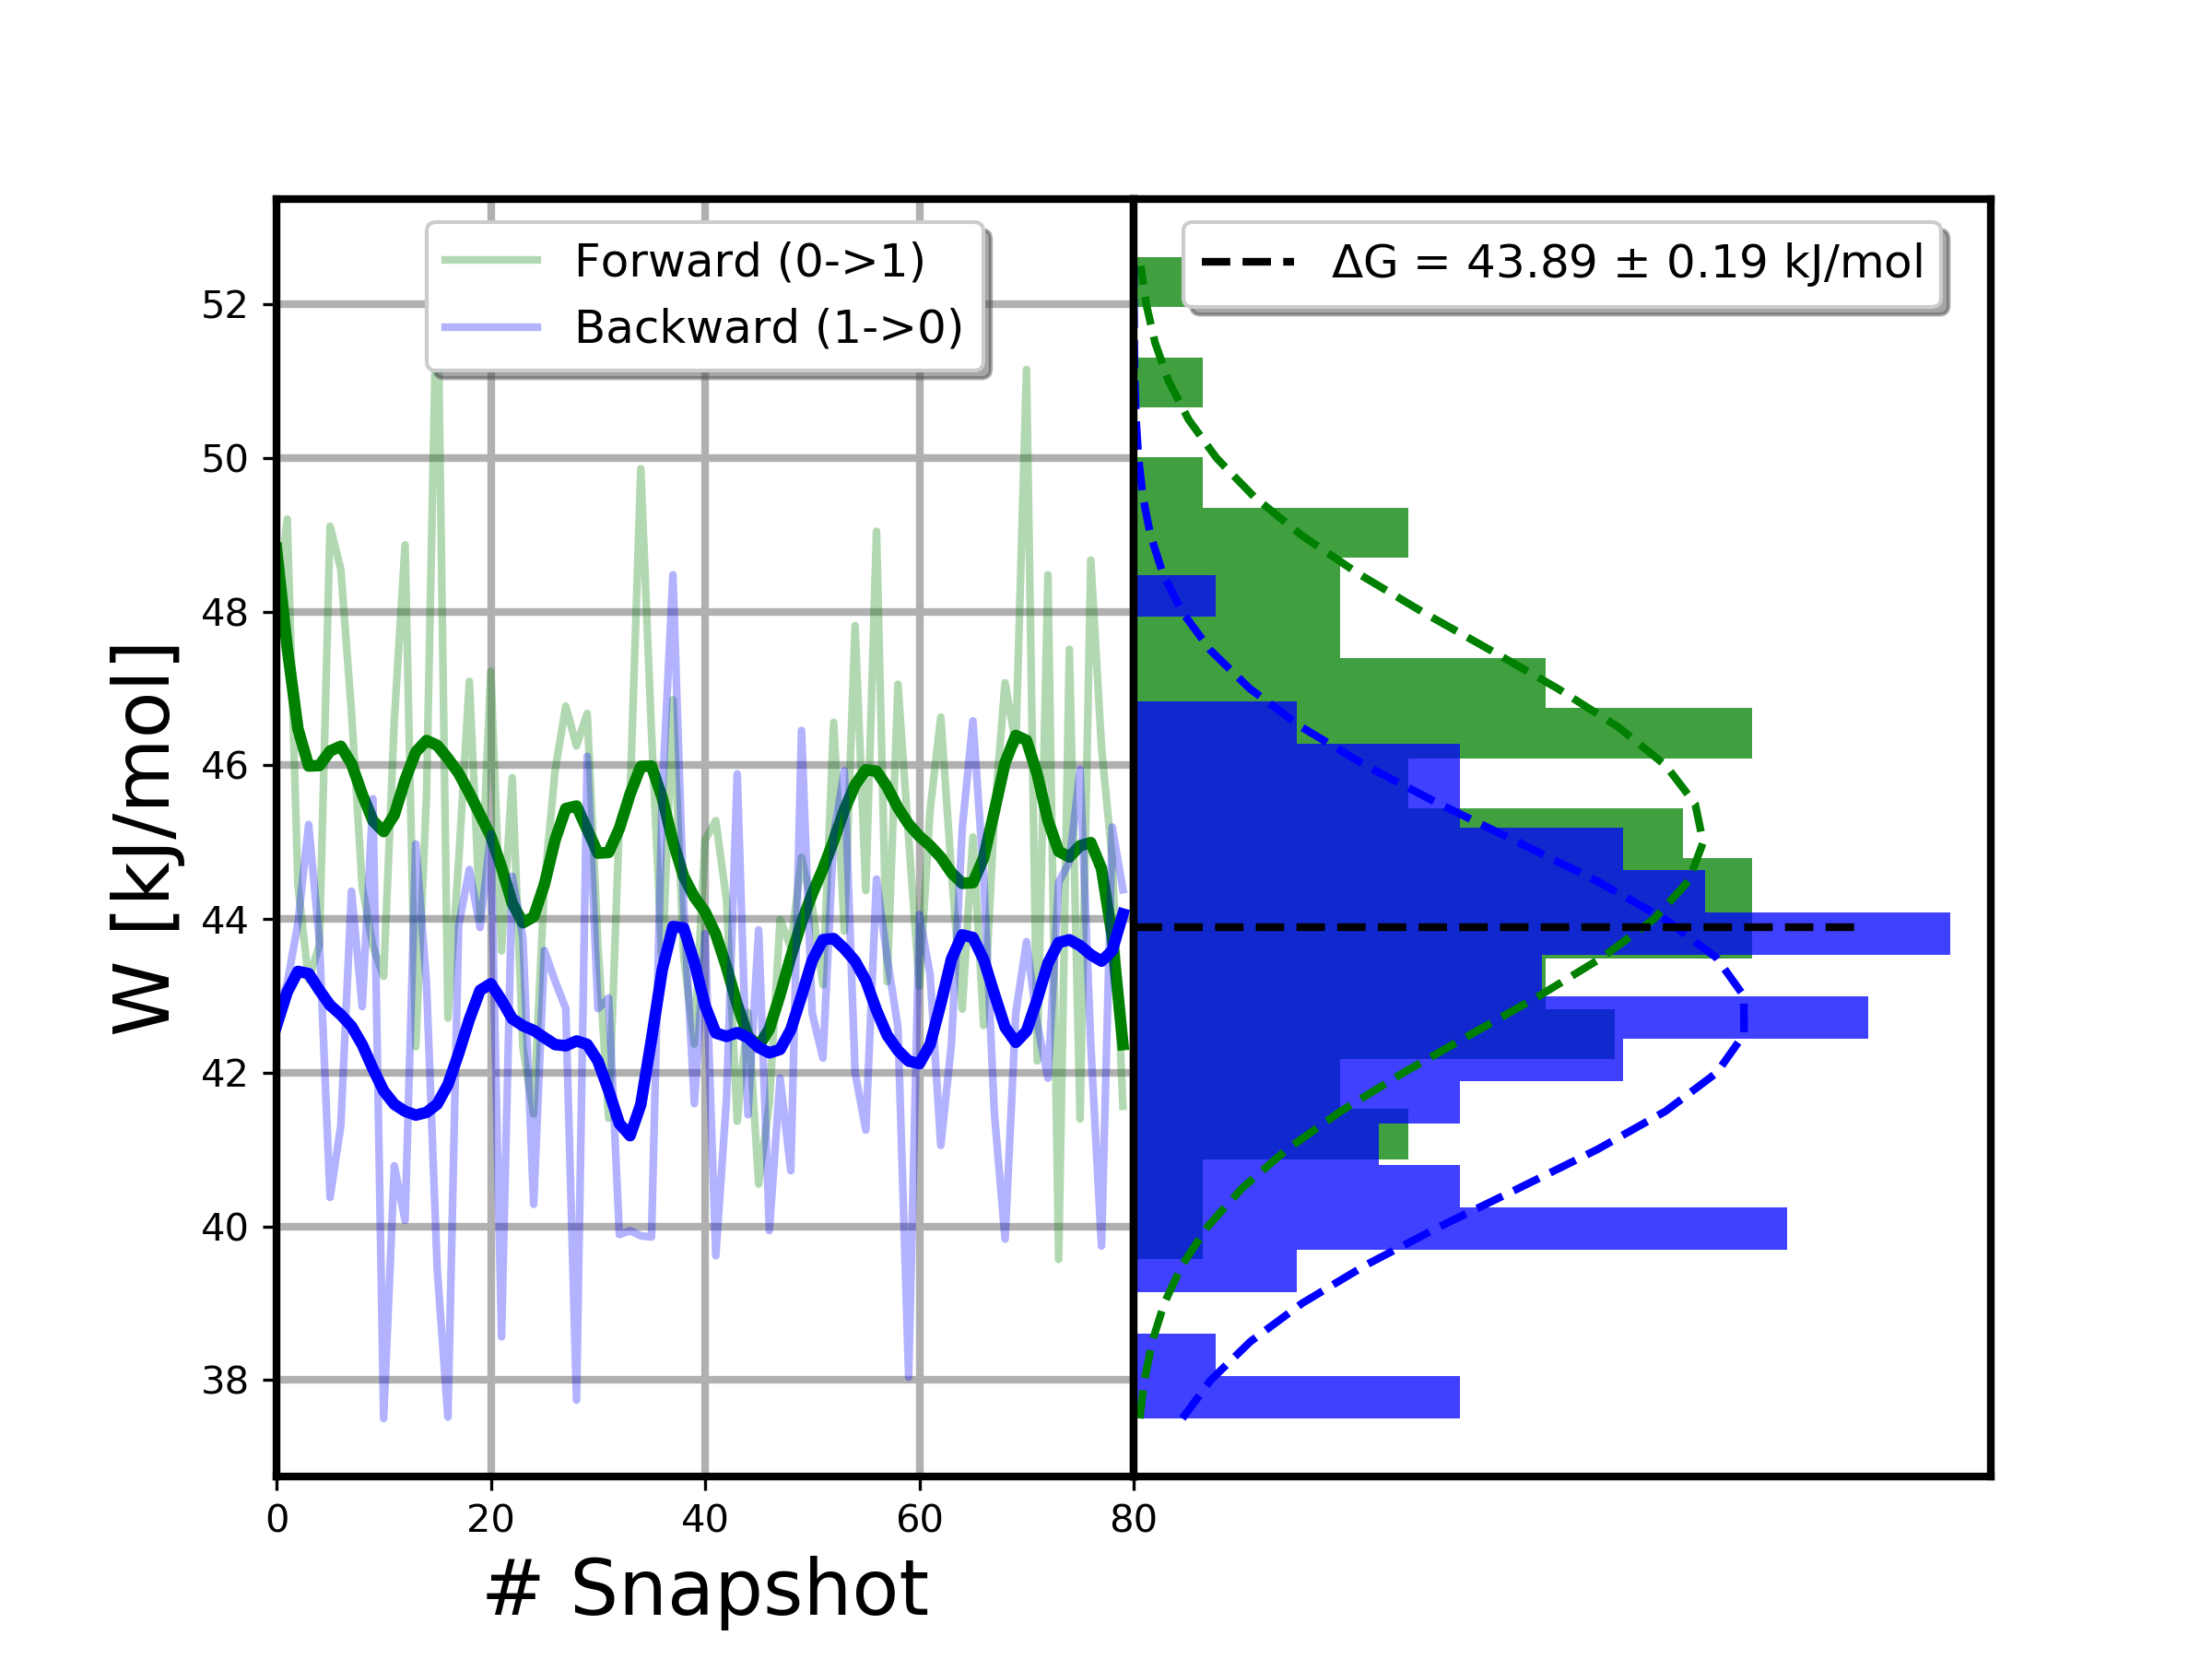 Forward (0->1)
Backward (1->0)
ΔG = 43.89 ± 0.19 kJ/mol
52
50
48
46
44
42
40
38
W [kJ/mol]
0 20 40 60 80
# Snapshot